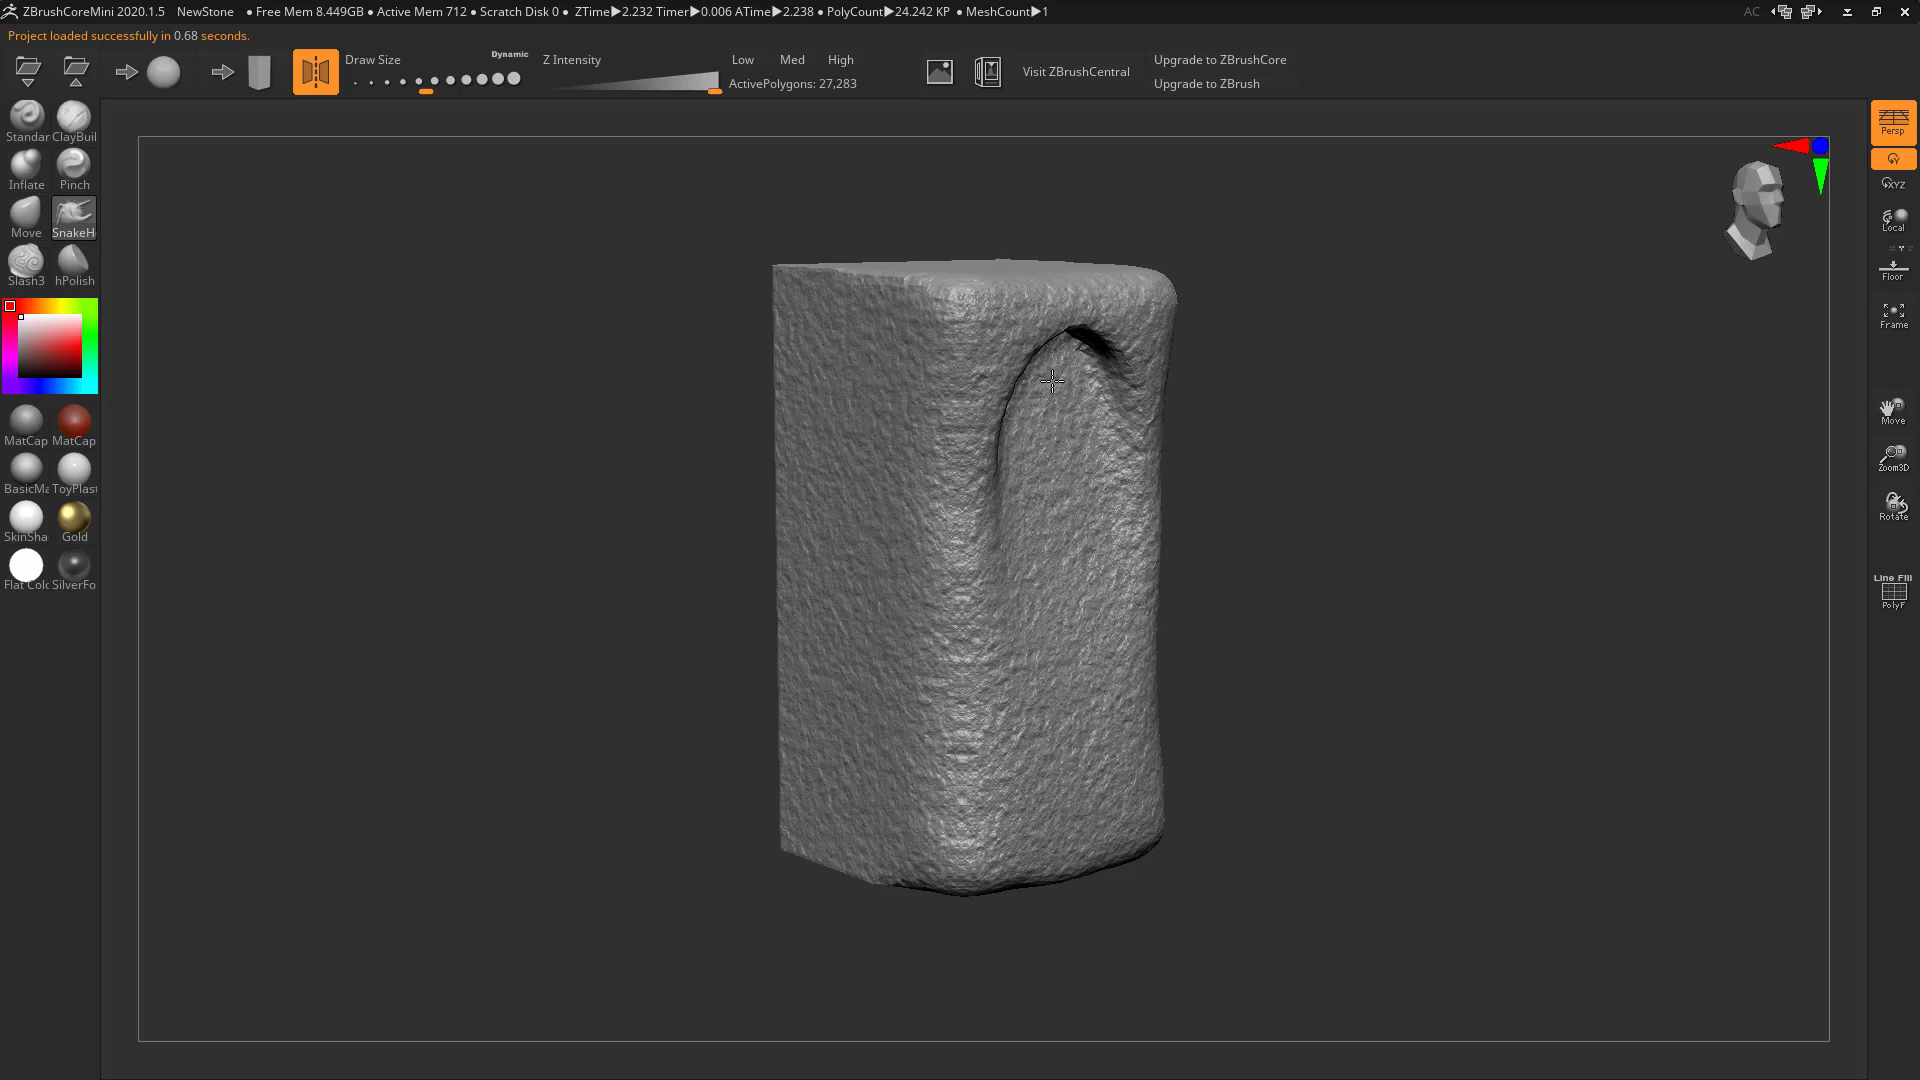 ZBrushCoreMini 2020.1.5 NewStone ● Free Mem 8.449GB ● Active Mem 712 ● Scratch Disk 0 ● ZTime▶2.232 Timer▶0.006 ATime▶2.238 ● PolyCount▶24.242 KP ● MeshCount▶1 AC
Project loaded successfully in 0.68 seconds.
Draw Size Dynamic Z Intensity Low Med High Upgrade to ZBrushCore
ActivePolygons: 27,283 Visit ZBrushCentral Upgrade to ZBrush
Standar ClayBuil
Inflate Pinch
Move SnakeH
Slash3 hPolish
MatCap MatCap
BasicMa ToyPlast
SkinSha Gold
Flat Colo SilverFo
Persp
Y
XYZ
Local
Floor
Frame
Move
Zoom3D
Rotate
Line Fill
PolyF